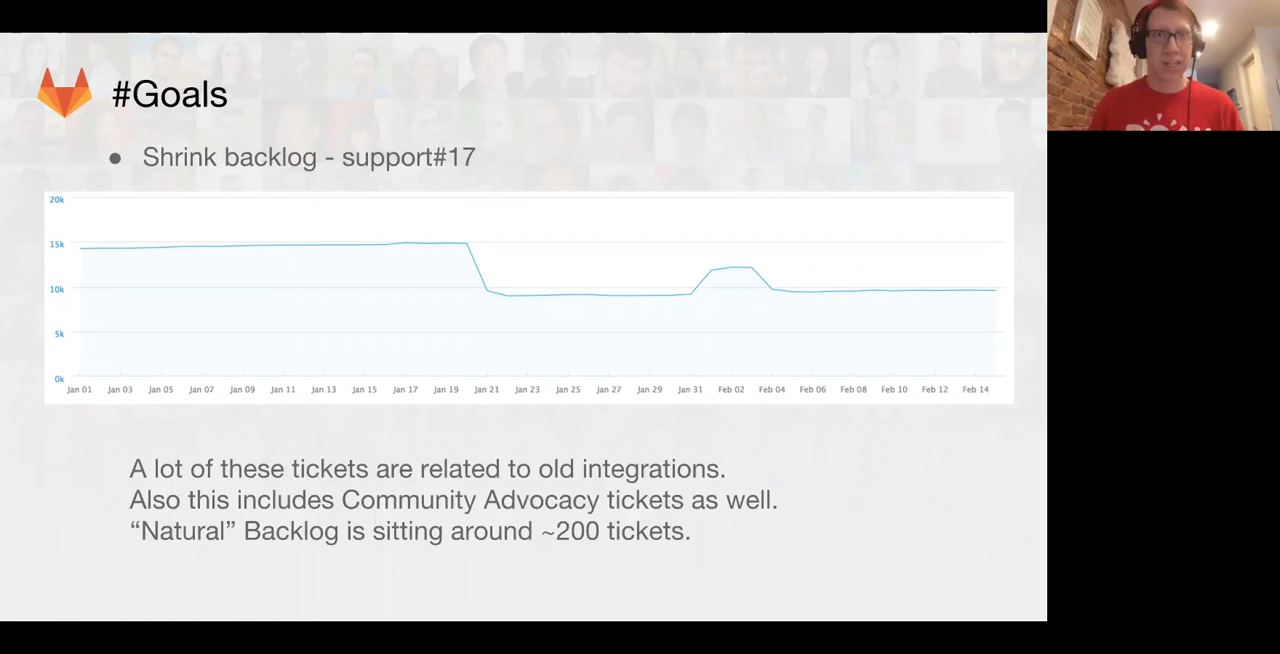 #Goals
● Shrink backlog - support#17
20k
15k
10k
5k
0k
Jan 01 Jan 03 Jan 05 Jan 07 Jan 09 Jan 11 Jan 13 Jan 15 Jan 17 Jan 19 Jan 21 Jan 23 Jan 25 Jan 27 Jan 29 Jan 31 Feb 02 Feb 04 Feb 06 Feb 08 Feb 10 Feb 12 Feb 14
A lot of these tickets are related to old integrations.
Also this includes Community Advocacy tickets as well.
“Natural” Backlog is sitting around ~200 tickets.